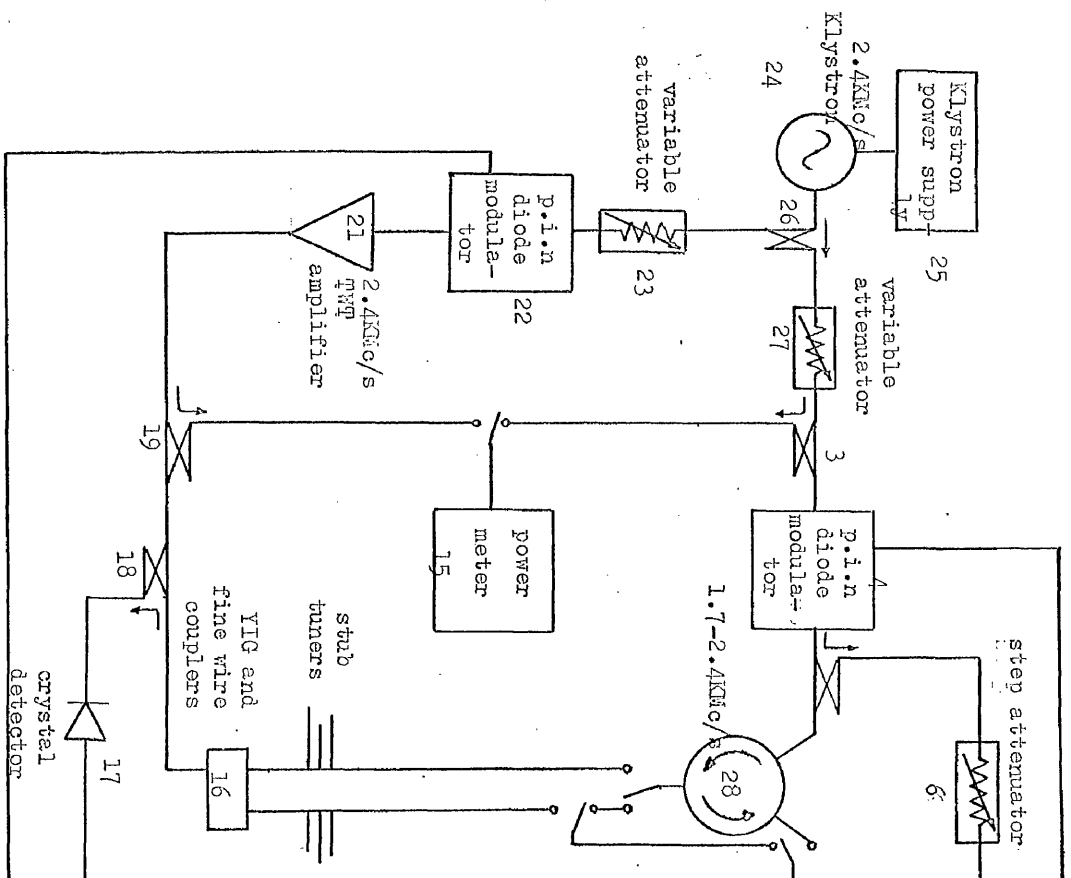 Klystron
power supp-
ly
25
2.4KMc/s
Klystron
24
26
variable
attenuator
27
variable
attenuator
23
p.i.n
diode
modula-
tor
22
21
2.4KMc/s
TWT
amplifier
3
p.i.n
diode
modula-
tor
step attenuator
6
1.7-2.4KMc/s
28
power
meter
15
19
18
stub
tuners
YIG and
fine wire
couplers
16
17
crystal
detector